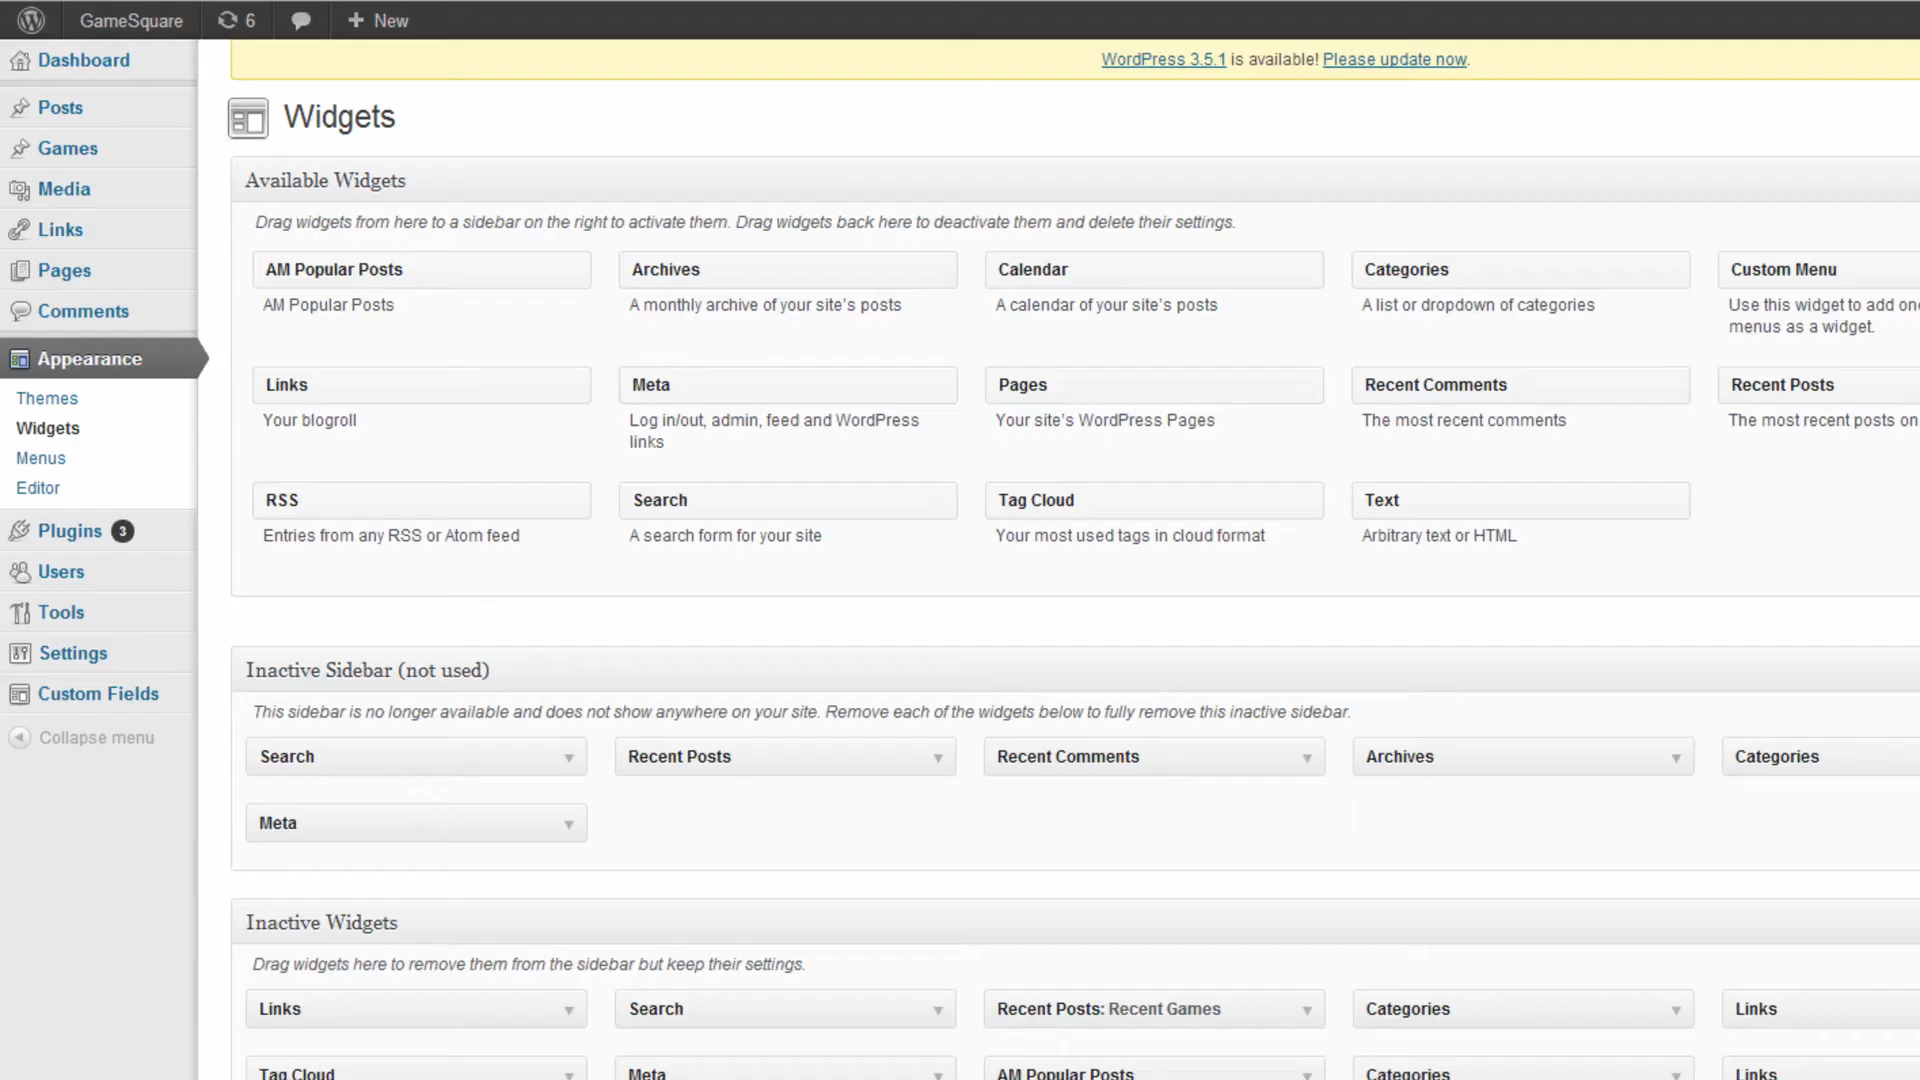 GameSquare 6 New
Dashboard
WordPress 3.5.1 is available! Please update now.
Widgets
Posts
Games
Media
Links
Pages
Comments
Appearance
Themes
Widgets
Menus
Editor
Plugins 3
Users
Tools
Settings
Custom Fields
Collapse menu
Available Widgets
Drag widgets from here to a sidebar on the right to activate them. Drag widgets back here to deactivate them and delete their settings.
AM Popular Posts
AM Popular Posts
Archives
A monthly archive of your site's posts
Calendar
A calendar of your site's posts
Categories
A list or dropdown of categories
Custom Menu
Use this widget to add one
menus as a widget.
Links
Your blogroll
Meta
Log in/out, admin, feed and WordPress
links
Pages
Your site's WordPress Pages
Recent Comments
The most recent comments
Recent Posts
The most recent posts on
RSS
Entries from any RSS or Atom feed
Search
A search form for your site
Tag Cloud
Your most used tags in cloud format
Text
Arbitrary text or HTML
Inactive Sidebar (not used)
This sidebar is no longer available and does not show anywhere on your site. Remove each of the widgets below to fully remove this inactive sidebar.
Search Recent Posts Recent Comments Archives Categories
Meta
Inactive Widgets
Drag widgets here to remove them from the sidebar but keep their settings.
Links Search Recent Posts: Recent Games Categories Links
Tag Cloud Meta AM Popular Posts Categories Links